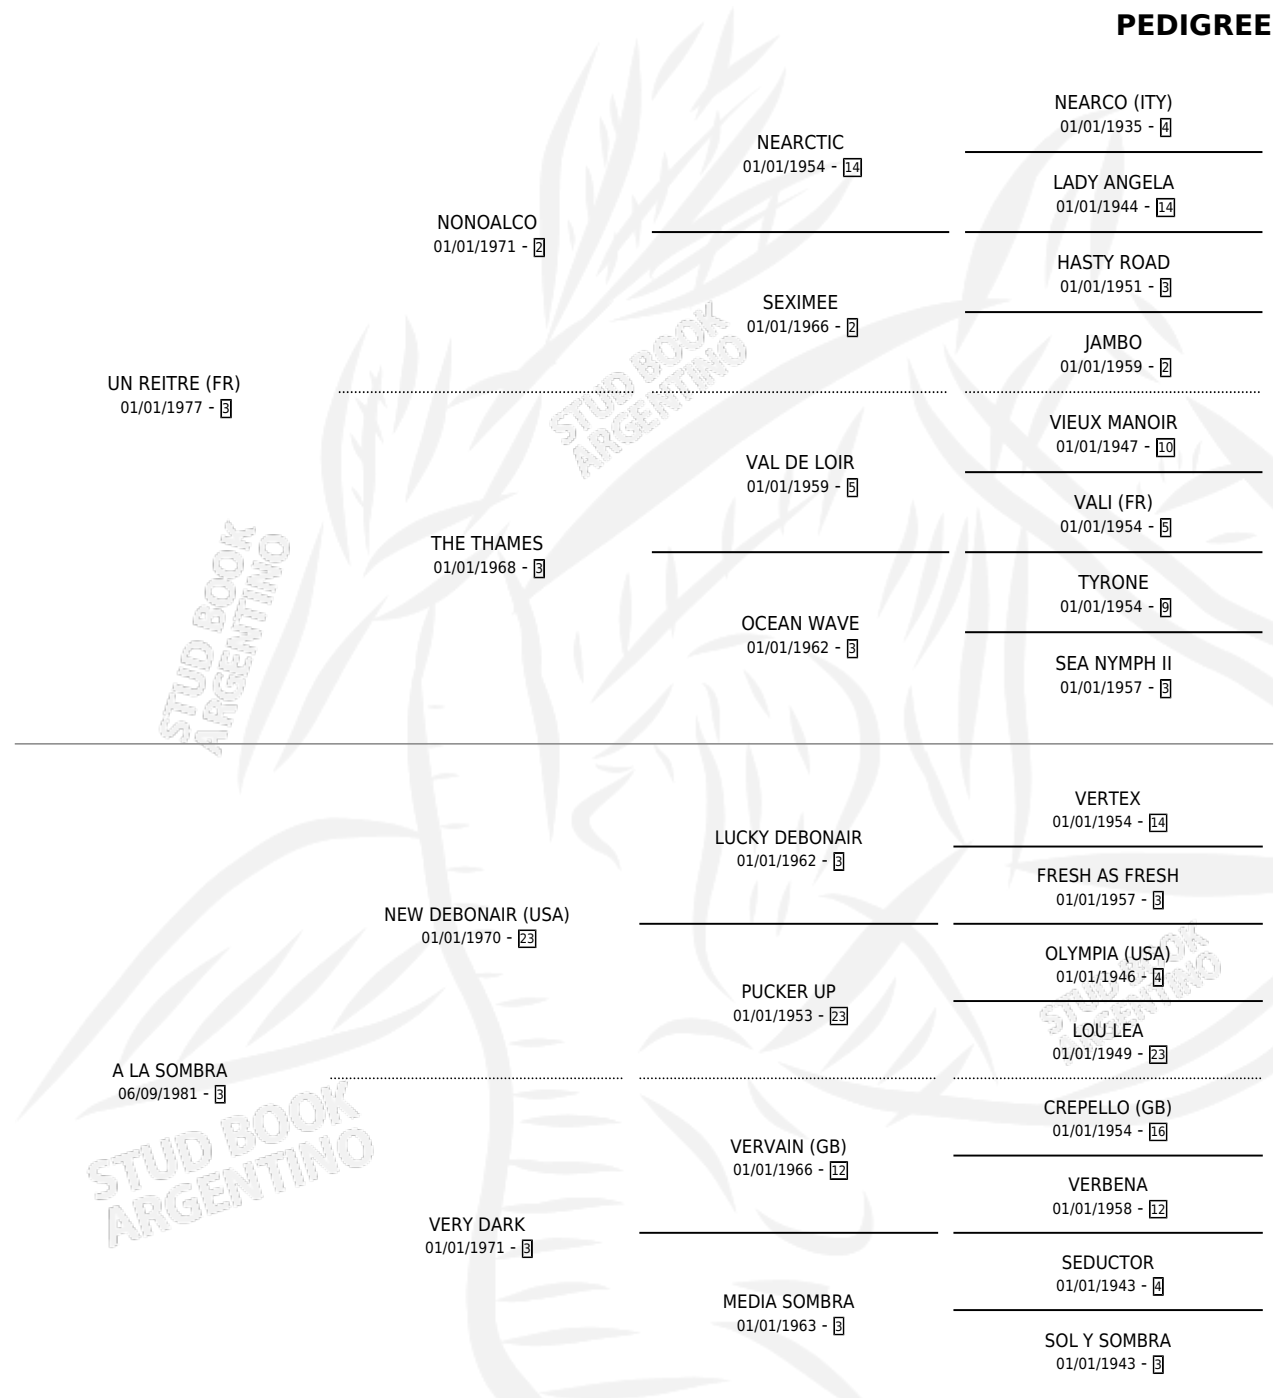 PEDIGREE
NEARCO (ITY)
01/01/1935 - 4
NEARCTIC
01/01/1954 - 14
LADY ANGELA
01/01/1944 - 14
NONOALCO
01/01/1971 - 2
HASTY ROAD
01/01/1951 - 3
SEXIMEE
01/01/1966 - 2
JAMBO
01/01/1959 - 2
UN REITRE (FR)
01/01/1977 - 3
VIEUX MANOIR
01/01/1947 - 10
VAL DE LOIR
01/01/1959 - 5
VALI (FR)
01/01/1954 - 5
THE THAMES
01/01/1968 - 3
TYRONE
01/01/1954 - 9
OCEAN WAVE
01/01/1962 - 3
SEA NYMPH II
01/01/1957 - 3
VERTEX
01/01/1954 - 14
LUCKY DEBONAIR
01/01/1962 - 3
FRESH AS FRESH
01/01/1957 - 3
NEW DEBONAIR (USA)
01/01/1970 - 23
OLYMPIA (USA)
01/01/1946 - 4
PUCKER UP
01/01/1953 - 23
LOU LEA
01/01/1949 - 23
A LA SOMBRA
06/09/1981 - 3
CREPELLO (GB)
01/01/1954 - 16
VERVAIN (GB)
01/01/1966 - 12
VERBENA
01/01/1958 - 12
VERY DARK
01/01/1971 - 3
SEDUCTOR
01/01/1943 - 4
MEDIA SOMBRA
01/01/1963 - 3
SOL Y SOMBRA
01/01/1943 - 3
STUD BOOK
ARGENTINO
STUD BOOK
ARGENTINO
STUD BOOK
ARGENTINO
STUD BOOK
ARGENTINO